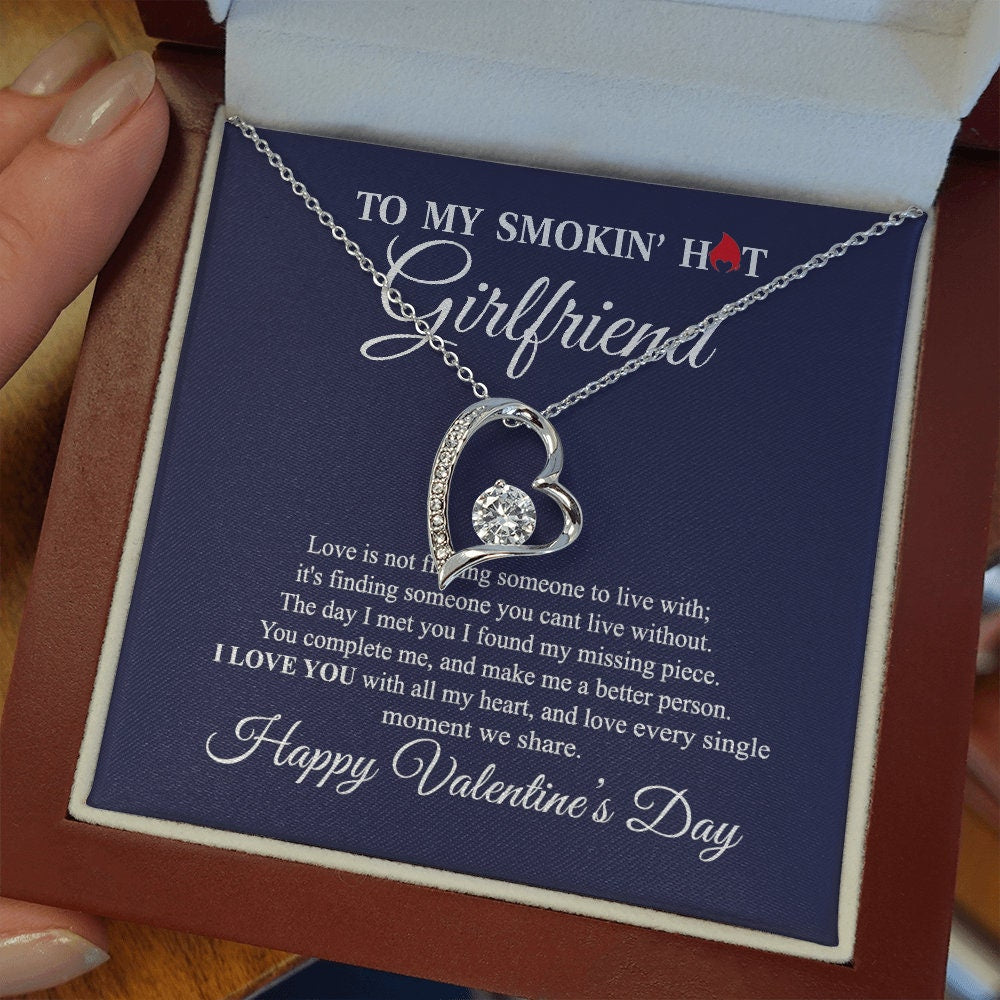 TO MY SMOKIN' HOT
Girlfriend
Love is not finding someone to live with;
it's finding someone you cant live without.
The day I met you I found my missing piece.
You complete me, and make me a better person.
I LOVE YOU with all my heart, and love every single
moment we share.
Happy Valentine's Day